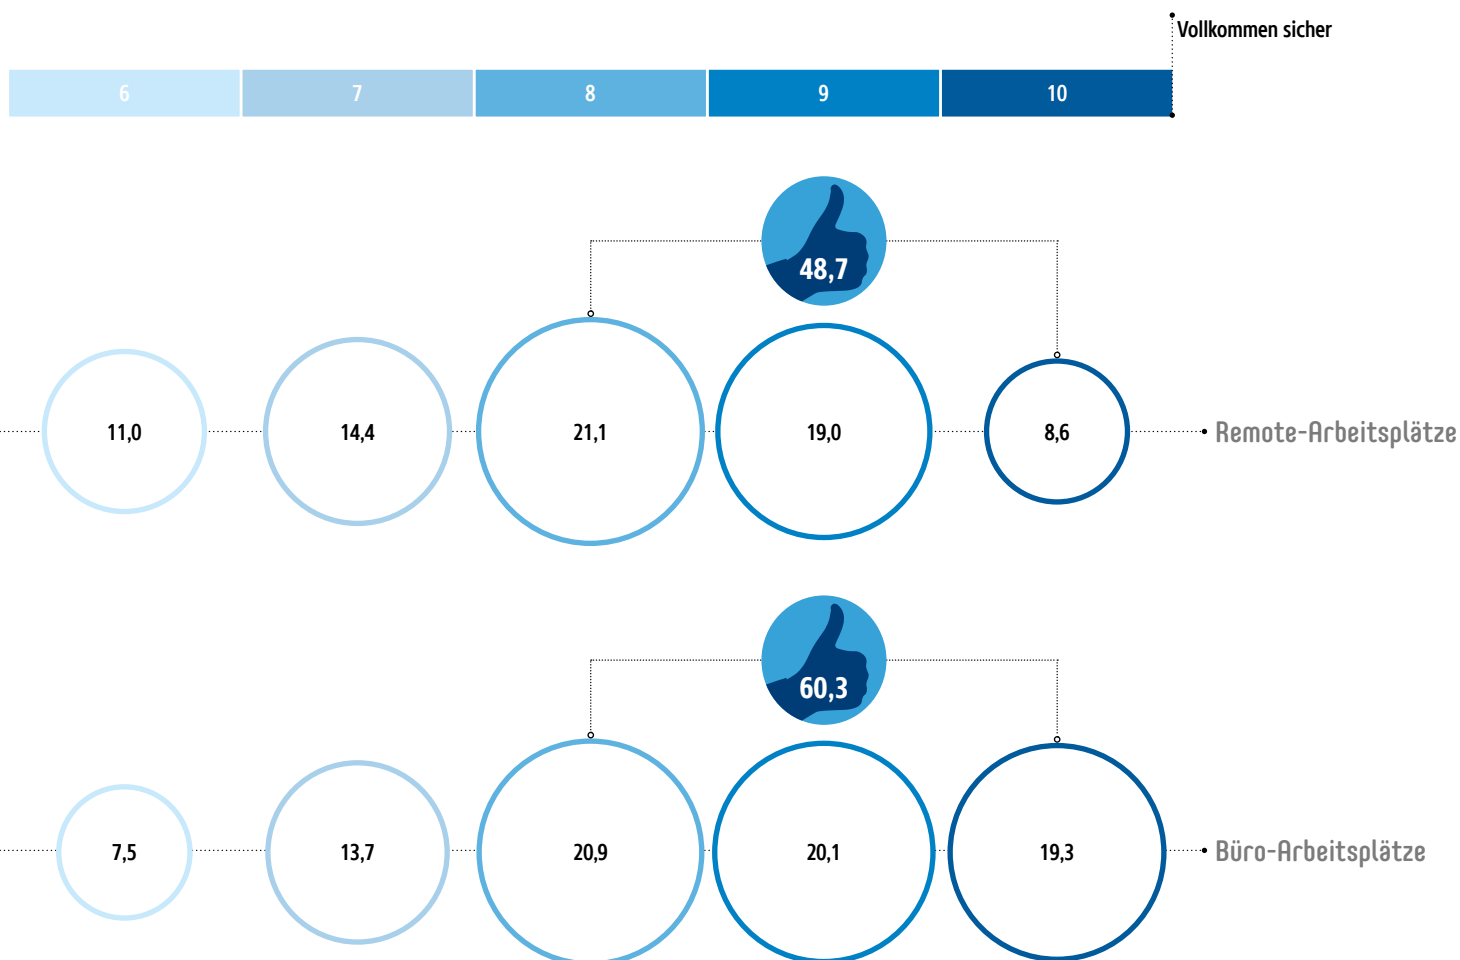 Vollkommen sicher
6 7 8 9 10
48,7
11,0 14,4 21,1 19,0 8,6 Remote-Arbeitsplätze
60,3
7,5 13,7 20,9 20,1 19,3 Büro-Arbeitsplätze